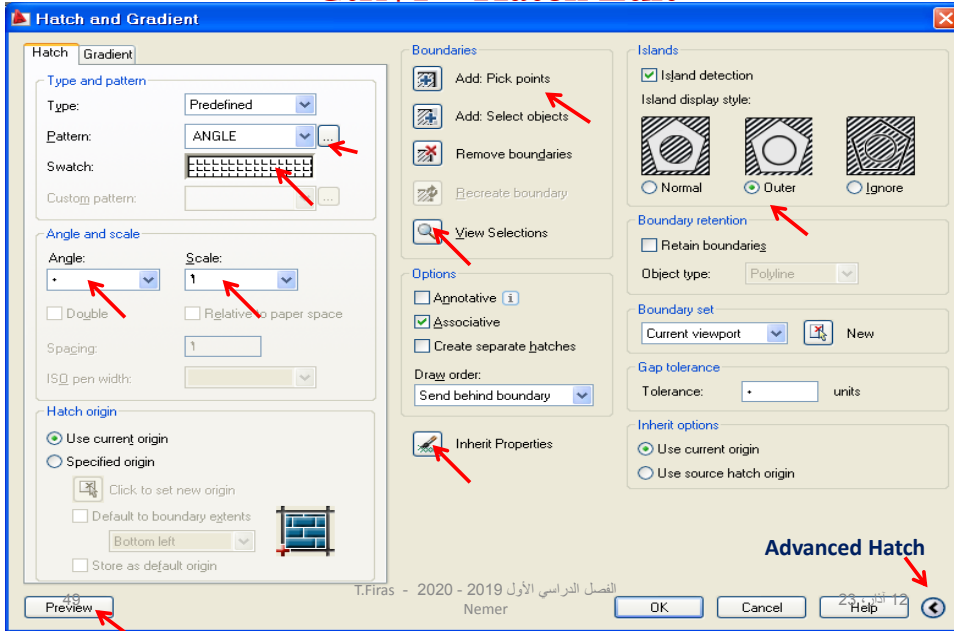 Hatch and Gradient
Hatch
Gradient
Type and pattern
Type:
Predefined
Pattern:
ANGLE
...
Swatch:
Custom pattern:
...
Angle and scale
Angle:
Scale:
٠
١
Double
Relative to paper space
Spacing:
١
ISO pen width:
Hatch origin
Use current origin
Specified origin
Click to set new origin
Default to boundary extents
Bottom left
Store as default origin
Boundaries
Add: Pick points
Add: Select objects
Remove boundaries
Recreate boundary
View Selections
Options
Annotative
Associative
Create separate hatches
Draw order:
Send behind boundary
Inherit Properties
Islands
Island detection
Island display style:
Normal
Outer
Ignore
Boundary retention
Retain boundaries
Object type:
Polyline
Boundary set
Current viewport
New
Gap tolerance
Tolerance:
٠
units
Inherit options
Use current origin
Use source hatch origin
Advanced Hatch
49
Preview
T.Firas - 2020 - 2019 الفصل الدراسي الأول
Nemer
OK
Cancel
Help
12 آذار، 23